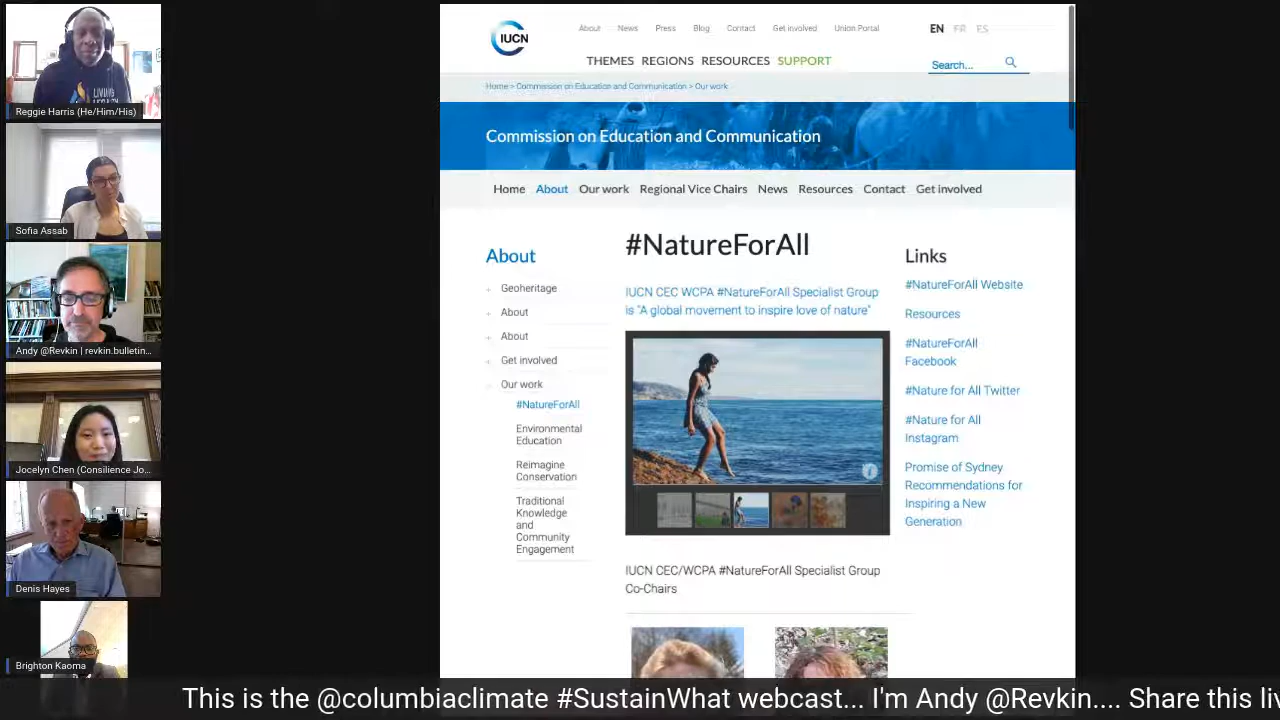 LIVING
Reggie Harris (He/Him/His)
Sofia Assab
Andy @Revkin | revkin.bulletin...
Jocelyn Chen (Consilience Jo...
Denis Hayes
Brighton Kaoma
IUCN
About News Press Blog Contact Get involved Union Portal
EN FR ES
THEMES REGIONS RESOURCES SUPPORT
Search...
Home > Commission on Education and Communication > Our work
Commission on Education and Communication
Home About Our work Regional Vice Chairs News Resources Contact Get involved
About
Geoheritage
About
About
Get involved
Our work
#NatureForAll
Environmental
Education
Reimagine
Conservation
Traditional
Knowledge
and
Community
Engagement
#NatureForAll
IUCN CEC WCPA #NatureForAll Specialist Group
is "A global movement to inspire love of nature"
IUCN CEC/WCPA #NatureForAll Specialist Group
Co-Chairs
Links
#NatureForAll Website
Resources
#NatureForAll
Facebook
#Nature for All Twitter
#Nature for All
Instagram
Promise of Sydney
Recommendations for
Inspiring a New
Generation
This is the @columbiaclimate #SustainWhat webcast... I'm Andy @Revkin.... Share this li